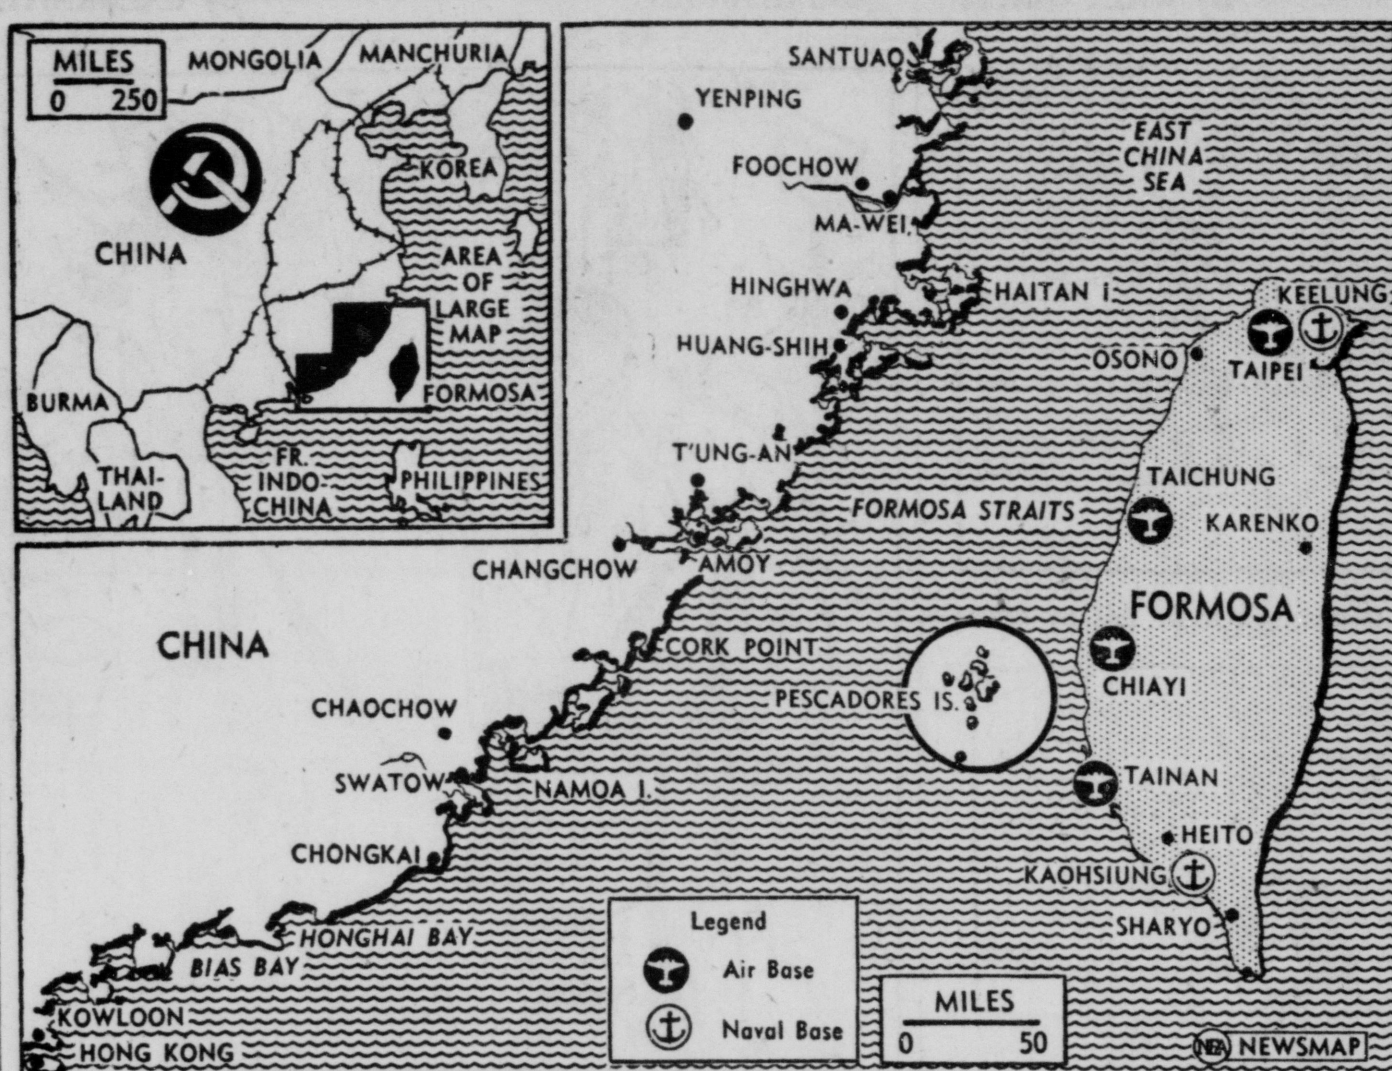 MILES
0 250
MONGOLIA
MANCHURIA
KOREA
CHINA
AREA
OF
LARGE
MAP
FORMOSA
BURMA
THAI-
LAND
FR.
INDO-
CHINA
PHILIPPINES
SANTUAO
YENPING
EAST
CHINA
SEA
FOOCHOW
MA-WEI
HINGHWA
HAITAN I
KEELUNG
HUANG-SHIH
OSONO
TAIPEI
T'UNG-AN
TAICHUNG
FORMOSA STRAITS
KARENKO
CHANGCHOW
AMOY
FORMOSA
CHINA
CORK POINT
CHIAYI
PESCADORES IS.
CHAOCHOW
SWATOW
NAMOA I.
TAINAN
HEITO
CHONGKAI
KAOHSIUNG
SHARYO
HONGHAI BAY
BIAS BAY
KOWLOON
HONG KONG
Legend
Air Base
Naval Base
MILES
0 50
NEA NEWSMAP